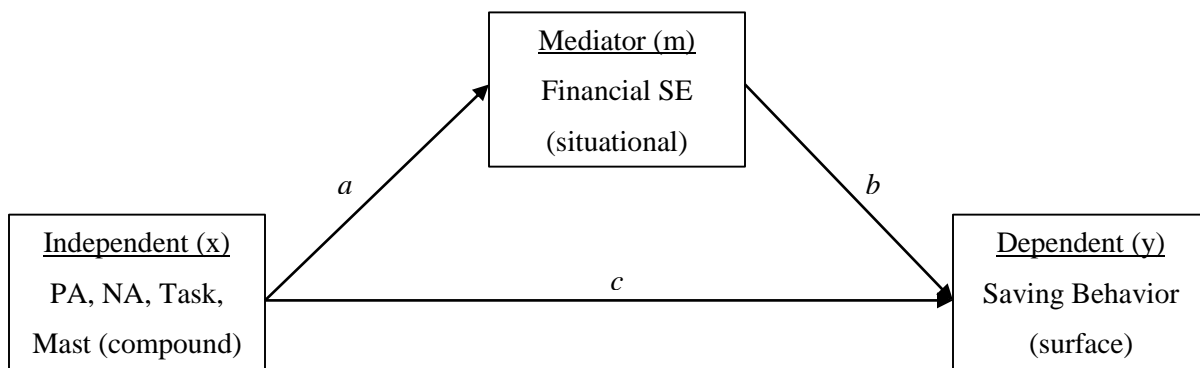 Mediator (m)
Financial SE
(situational)
a
b
Independent (x)
PA, NA, Task,
Mast (compound)
c
Dependent (y)
Saving Behavior
(surface)